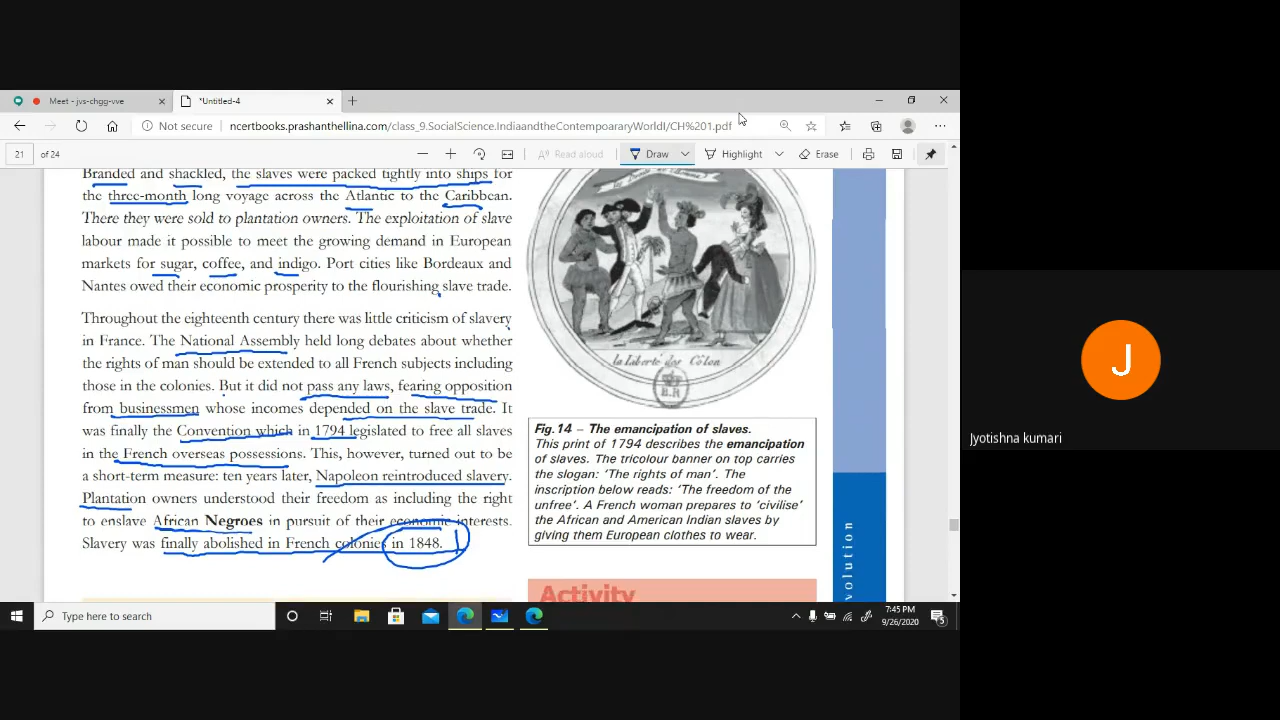 Meet - jvs-chgg-vve
*Untitled-4
Not secure
ncertbooks.prashanthellina.com/class_9.SocialScience.IndiaandtheContempoararyWorldI/CH%201.pdf
21 of 24
Read aloud
Draw
Highlight
Erase
Branded and shackled, the slaves were packed tightly into ships for
the three-month long voyage across the Atlantic to the Caribbean.
There they were sold to plantation owners. The exploitation of slave
labour made it possible to meet the growing demand in European
markets for sugar, coffee, and indigo. Port cities like Bordeaux and
Nantes owed their economic prosperity to the flourishing slave trade.
Throughout the eighteenth century there was little criticism of slavery
in France. The National Assembly held long debates about whether
the rights of man should be extended to all French subjects including
those in the colonies. But it did not pass any laws, fearing opposition
from businessmen whose incomes depended on the slave trade. It
was finally the Convention which in 1794 legislated to free all slaves
in the French overseas possessions. This, however, turned out to be
a short-term measure: ten years later, Napoleon reintroduced slavery.
Plantation owners understood their freedom as including the right
to enslave African Negroes in pursuit of their economic interests.
Slavery was finally abolished in French colonies in 1848.
la Liberté des Côlon
B.R
Fig.14 – The emancipation of slaves.
This print of 1794 describes the emancipation
of slaves. The tricolour banner on top carries
the slogan: 'The rights of man'. The
inscription below reads: 'The freedom of the
unfree'. A French woman prepares to 'civilise'
the African and American Indian slaves by
giving them European clothes to wear.
Activity
volution
J
Jyotishna kumari
Type here to search
7:45 PM
9/26/2020
5